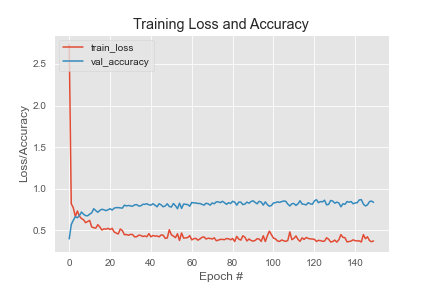 Training Loss and Accuracy
train_loss
val_accuracy
2.5
2.0
1.5
1.0
0.5
Loss/Accuracy
0 20 40 60 80 100 120 140
Epoch #